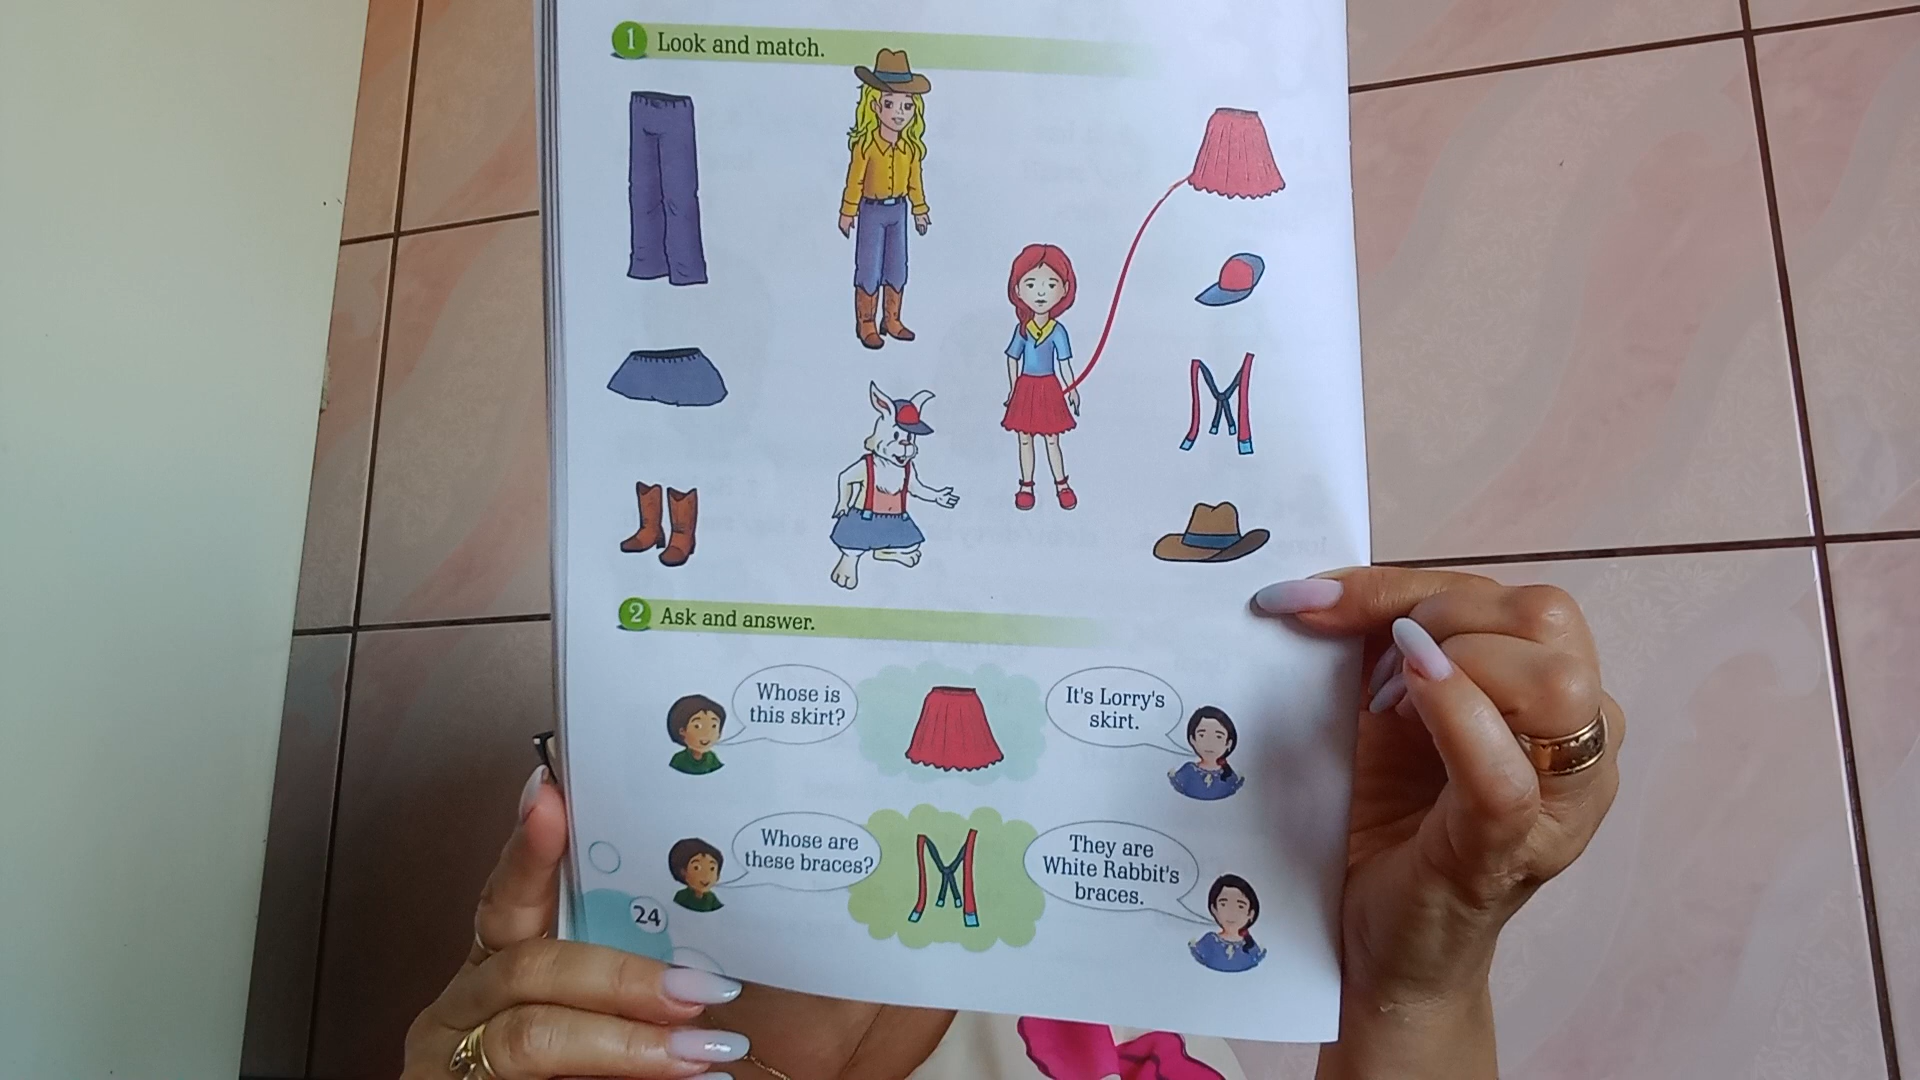 1 Look and match.
2 Ask and answer.
Whose is
this skirt?
It's Lorry's
skirt.
Whose are
these braces?
They are
White Rabbit's
braces.
24